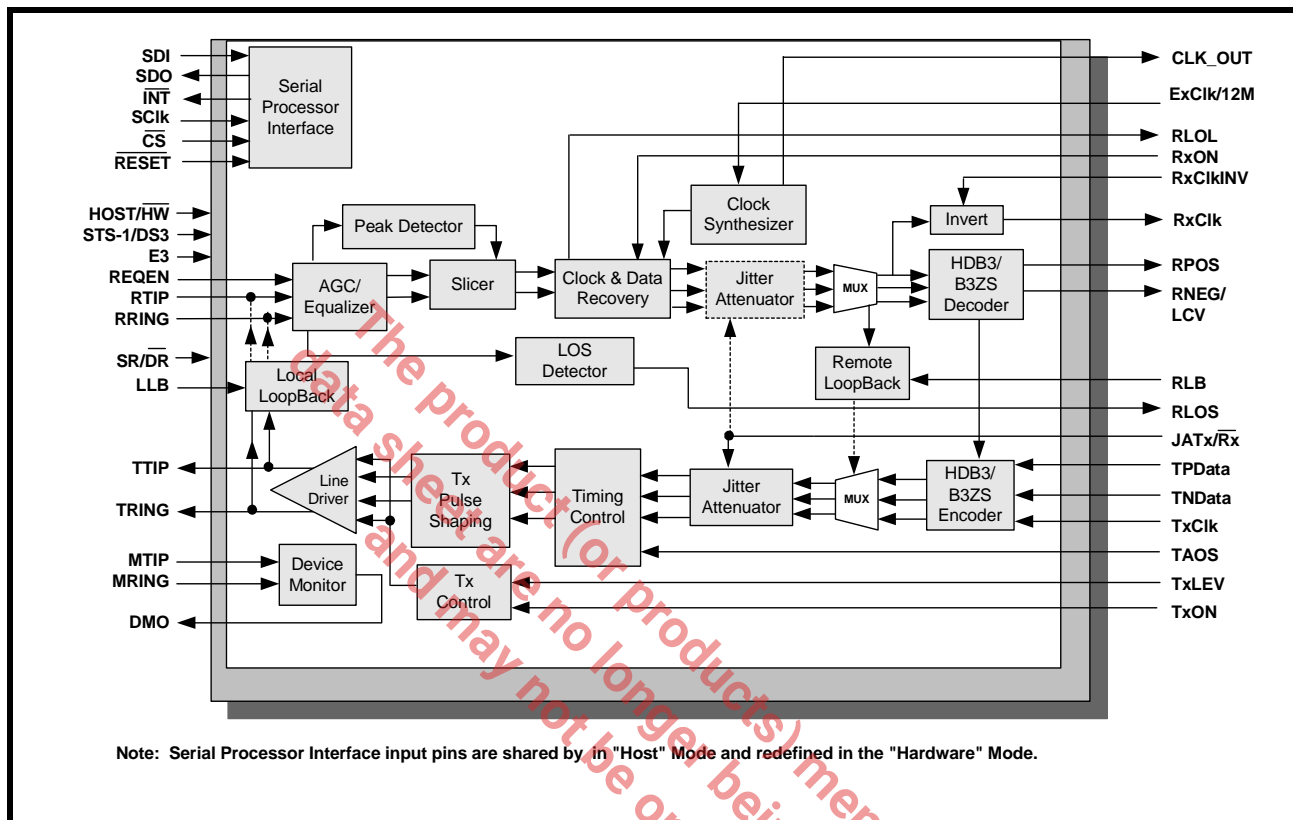 SDI
SDO
INT
SClk
CS
RESET
HOST/HW
STS-1/DS3
E3
REQEN
RTIP
RRING
SR/DR
LLB
TTIP
TRING
MTIP
MRING
DMO
Serial
Processor
Interface
Peak Detector
AGC/
Equalizer
Slicer
Clock & Data
Recovery
Clock
Synthesizer
Jitter
Attenuator
MUX
Invert
HDB3/
B3ZS
Decoder
LOS
Detector
Remote
LoopBack
Local
LoopBack
Line
Driver
Tx
Pulse
Shaping
Timing
Control
Jitter
Attenuator
MUX
HDB3/
B3ZS
Encoder
Device
Monitor
Tx
Control
CLK_OUT
ExClk/12M
RLOL
RxON
RxClkINV
RxClk
RPOS
RNEG/
LCV
RLB
RLOS
JATx/Rx
TPData
TNData
TxClk
TAOS
TxLEV
TxON
The product (or products) men
data sheet are no longer bein
and may not be or
Note: Serial Processor Interface input pins are shared by in "Host" Mode and redefined in the "Hardware" Mode.